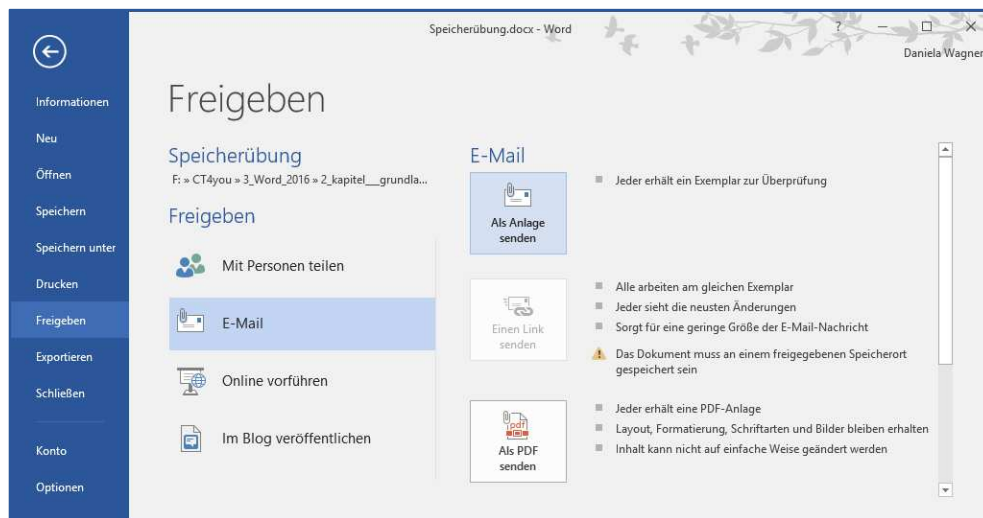 Speicherübung.docx - Word
?
Daniela Wagner
Informationen
Neu
Öffnen
Speichern
Speichern unter
Drucken
Freigeben
Exportieren
Schließen
Konto
Optionen
Freigeben
Speicherübung
F: » CT4you » 3_Word_2016 » 2_kapitel__grundla...
Freigeben
Mit Personen teilen
E-Mail
Online vorführen
Im Blog veröffentlichen
E-Mail
Als Anlage
senden
Jeder erhält ein Exemplar zur Überprüfung
Einen Link
senden
Alle arbeiten am gleichen Exemplar
Jeder sieht die neusten Änderungen
Sorgt für eine geringe Größe der E-Mail-Nachricht
Das Dokument muss an einem freigegebenen Speicherort
gespeichert sein
pdf
Als PDF
senden
Jeder erhält eine PDF-Anlage
Layout, Formatierung, Schriftarten und Bilder bleiben erhalten
Inhalt kann nicht auf einfache Weise geändert werden